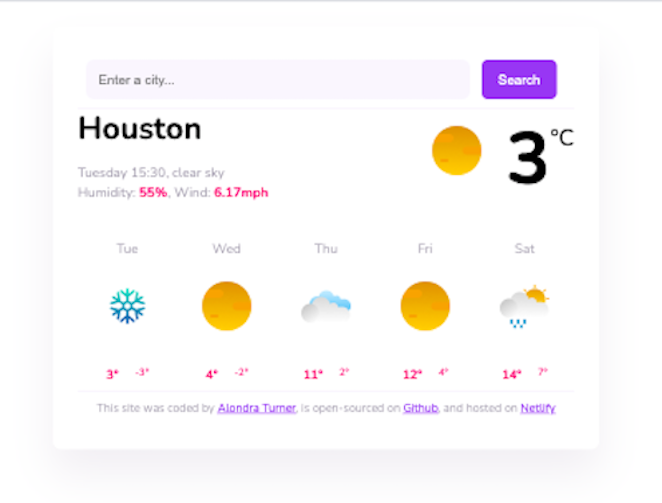 Enter a city...
Search
Houston
3 °C
Tuesday 15:30, clear sky
Humidity: 55%, Wind: 6.17mph
Tue Wed Thu Fri Sat
3° -3° 4° -2° 11° 2° 12° 4° 14° 7°
This site was coded by Alondra Turner, is open-sourced on Github, and hosted on Netlify